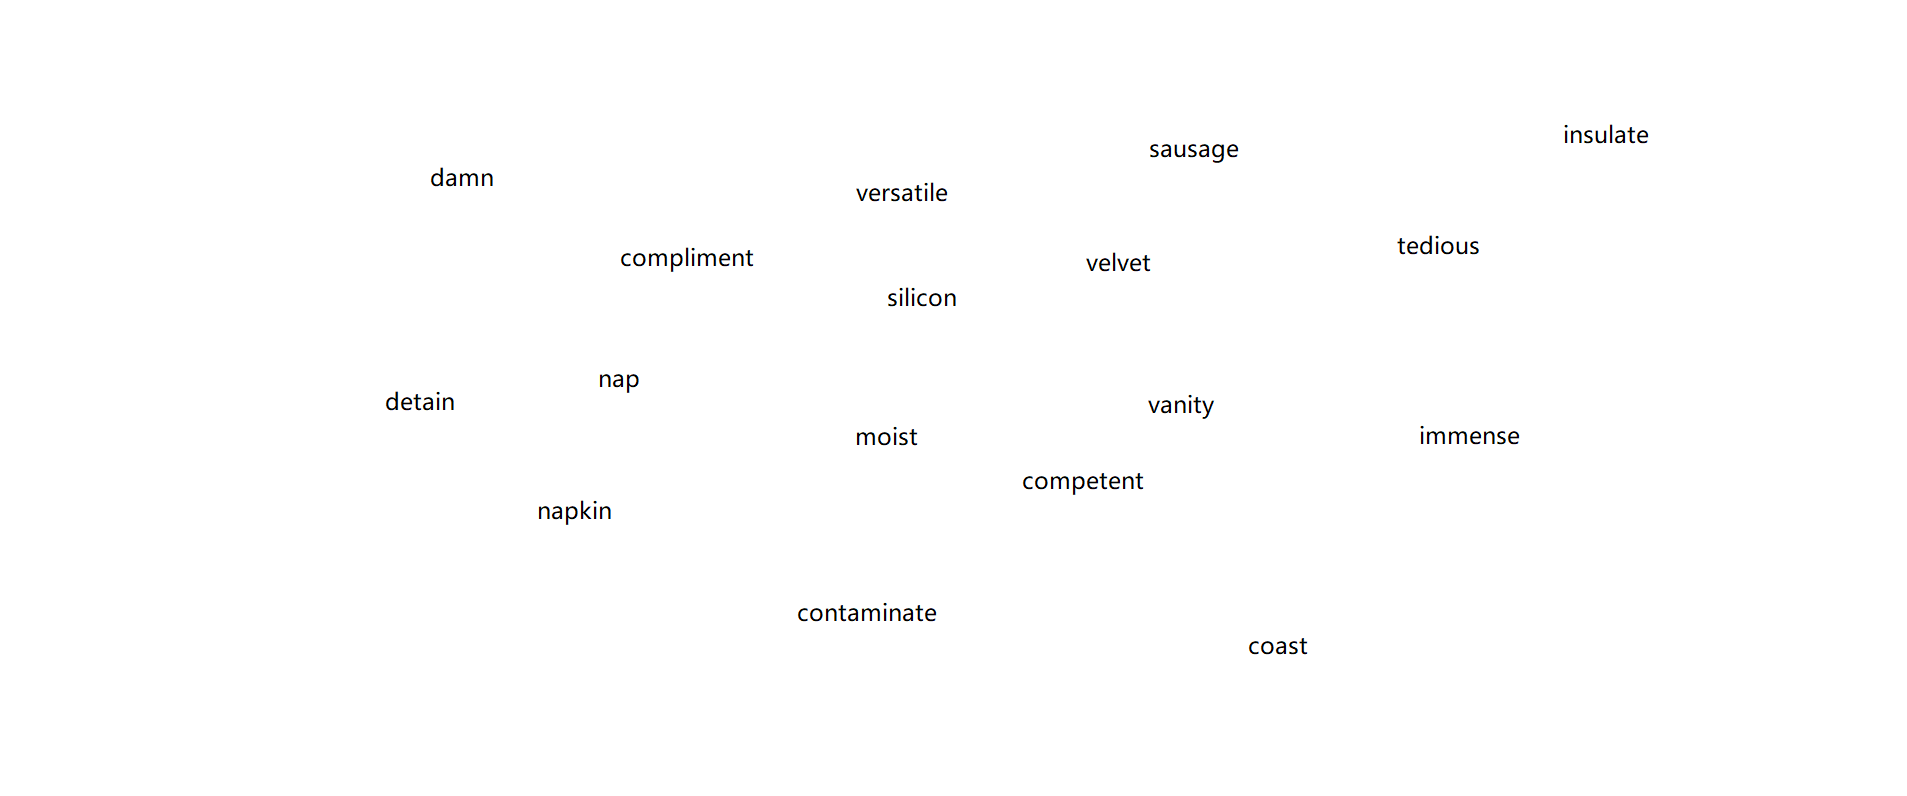 insulate
sausage
damn
versatile
tedious
compliment
velvet
silicon
nap
detain
vanity
moist
immense
competent
napkin
contaminate
coast